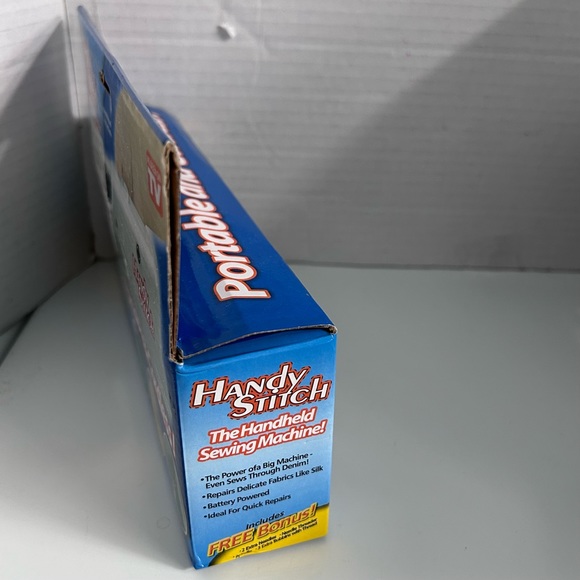 Portable and
HANDY
STITCH
The Handheld
Sewing Machine!
• The Power of a Big Machine -
Even Sews Through Denim!
• Repairs Delicate Fabrics Like Silk
• Battery Powered
• Ideal For Quick Repairs
Includes
FREE Bonus!